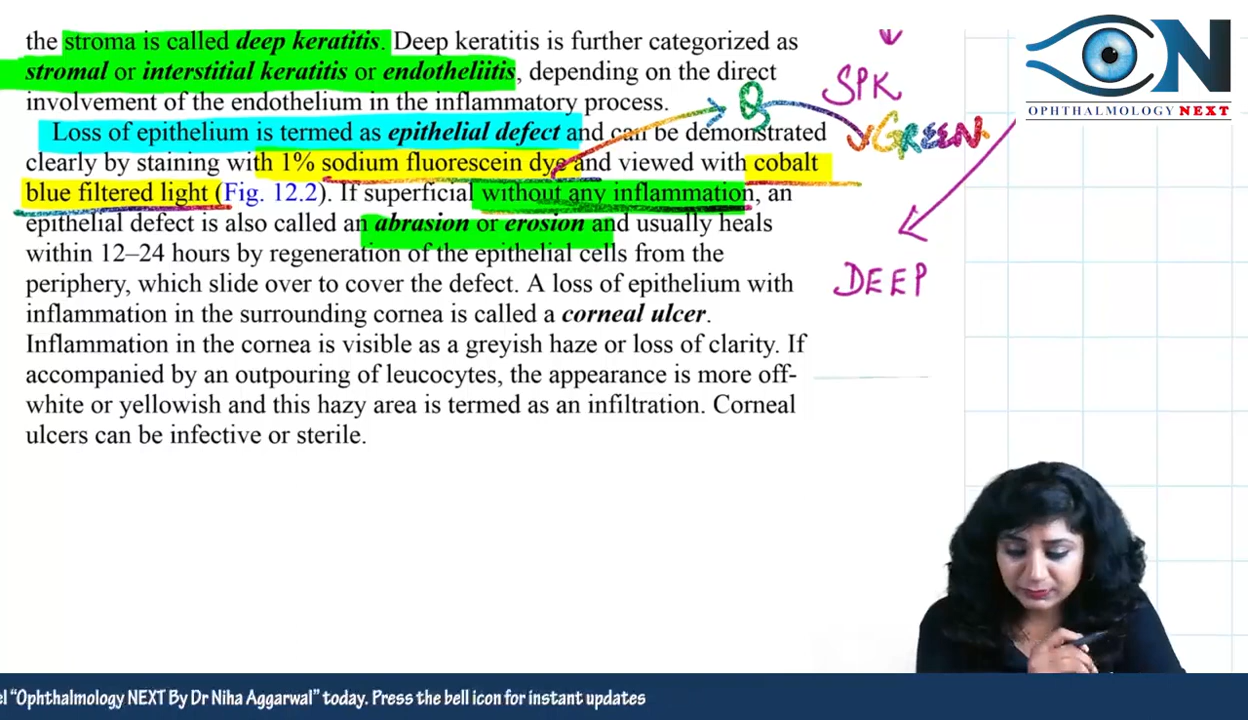 the stroma is called deep keratitis. Deep keratitis is further categorized as
stromal or interstitial keratitis or endotheliitis, depending on the direct
involvement of the endothelium in the inflammatory process.
Loss of epithelium is termed as epithelial defect and can be demonstrated
clearly by staining with 1% sodium fluorescein dye and viewed with cobalt
blue filtered light (Fig. 12.2). If superficial without any inflammation, an
epithelial defect is also called an abrasion or erosion and usually heals
within 12–24 hours by regeneration of the epithelial cells from the
periphery, which slide over to cover the defect. A loss of epithelium with
inflammation in the surrounding cornea is called a corneal ulcer.
Inflammation in the cornea is visible as a greyish haze or loss of clarity. If
accompanied by an outpouring of leucocytes, the appearance is more off-
white or yellowish and this hazy area is termed as an infiltration. Corneal
ulcers can be infective or sterile.
SPK
GREEN
DEEP
N
OPHTHALMOLOGY NEXT
el “Ophthalmology NEXT By Dr Niha Aggarwal” today. Press the bell icon for instant updates